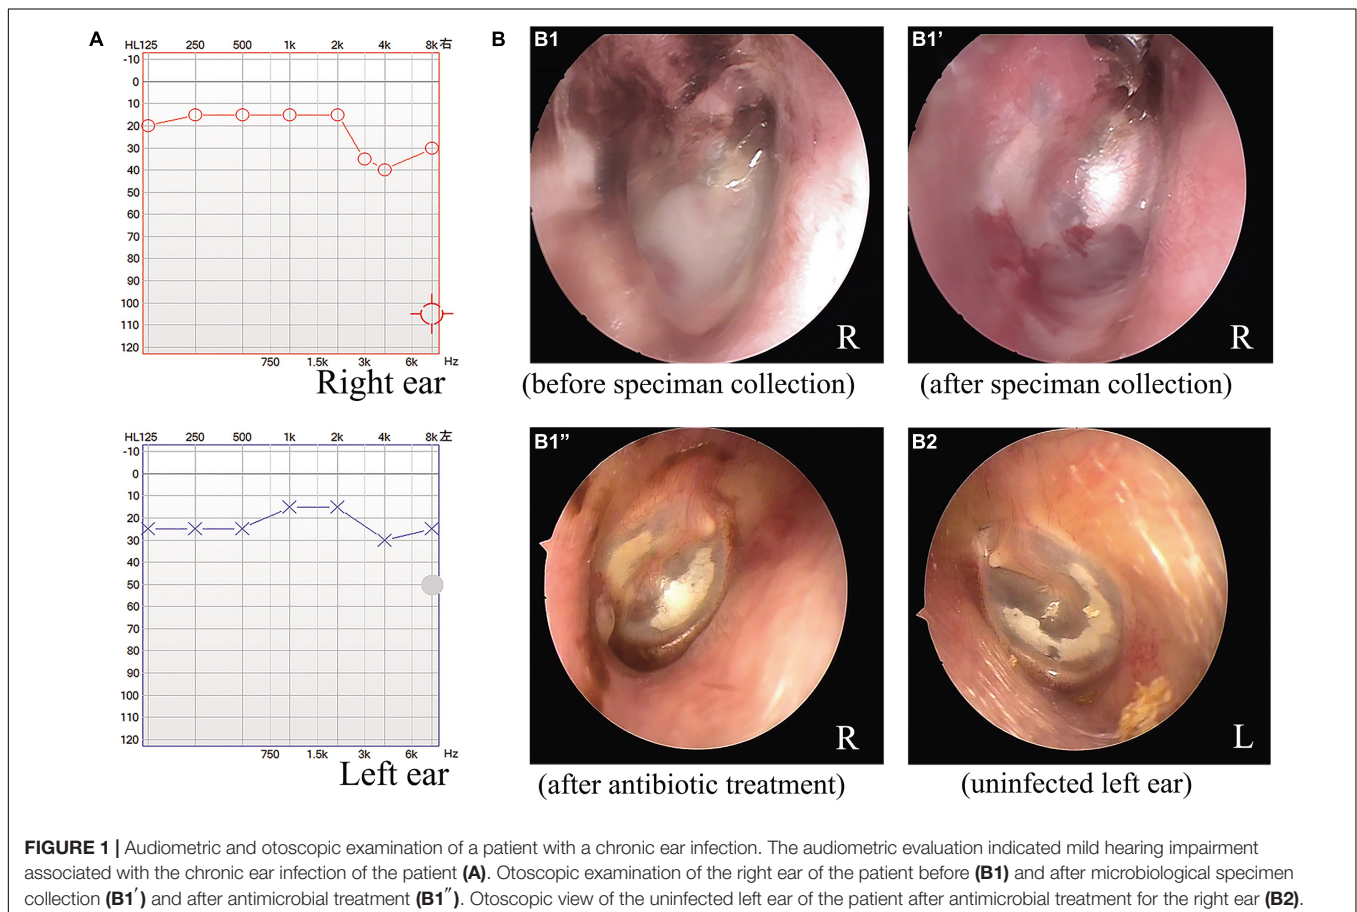 A
HL125 250 500 1k 2k 4k 8k 右
-10
0
10
20
30
40
50
60
70
80
90
100
110
120
750 1.5k 3k 6k Hz
Right ear
HL125 250 500 1k 2k 4k 8k 左
-10
0
10
20
30
40
50
60
70
80
90
100
110
120
750 1.5k 3k 6k Hz
Left ear
B
B1
R
(before speciman collection)
B1’
R
(after speciman collection)
B1”
R
(after antibiotic treatment)
B2
L
(uninfected left ear)
FIGURE 1 | Audiometric and otoscopic examination of a patient with a chronic ear infection. The audiometric evaluation indicated mild hearing impairment
associated with the chronic ear infection of the patient (A). Otoscopic examination of the right ear of the patient before (B1) and after microbiological specimen
collection (B1′) and after antimicrobial treatment (B1″). Otoscopic view of the uninfected left ear of the patient after antimicrobial treatment for the right ear (B2).